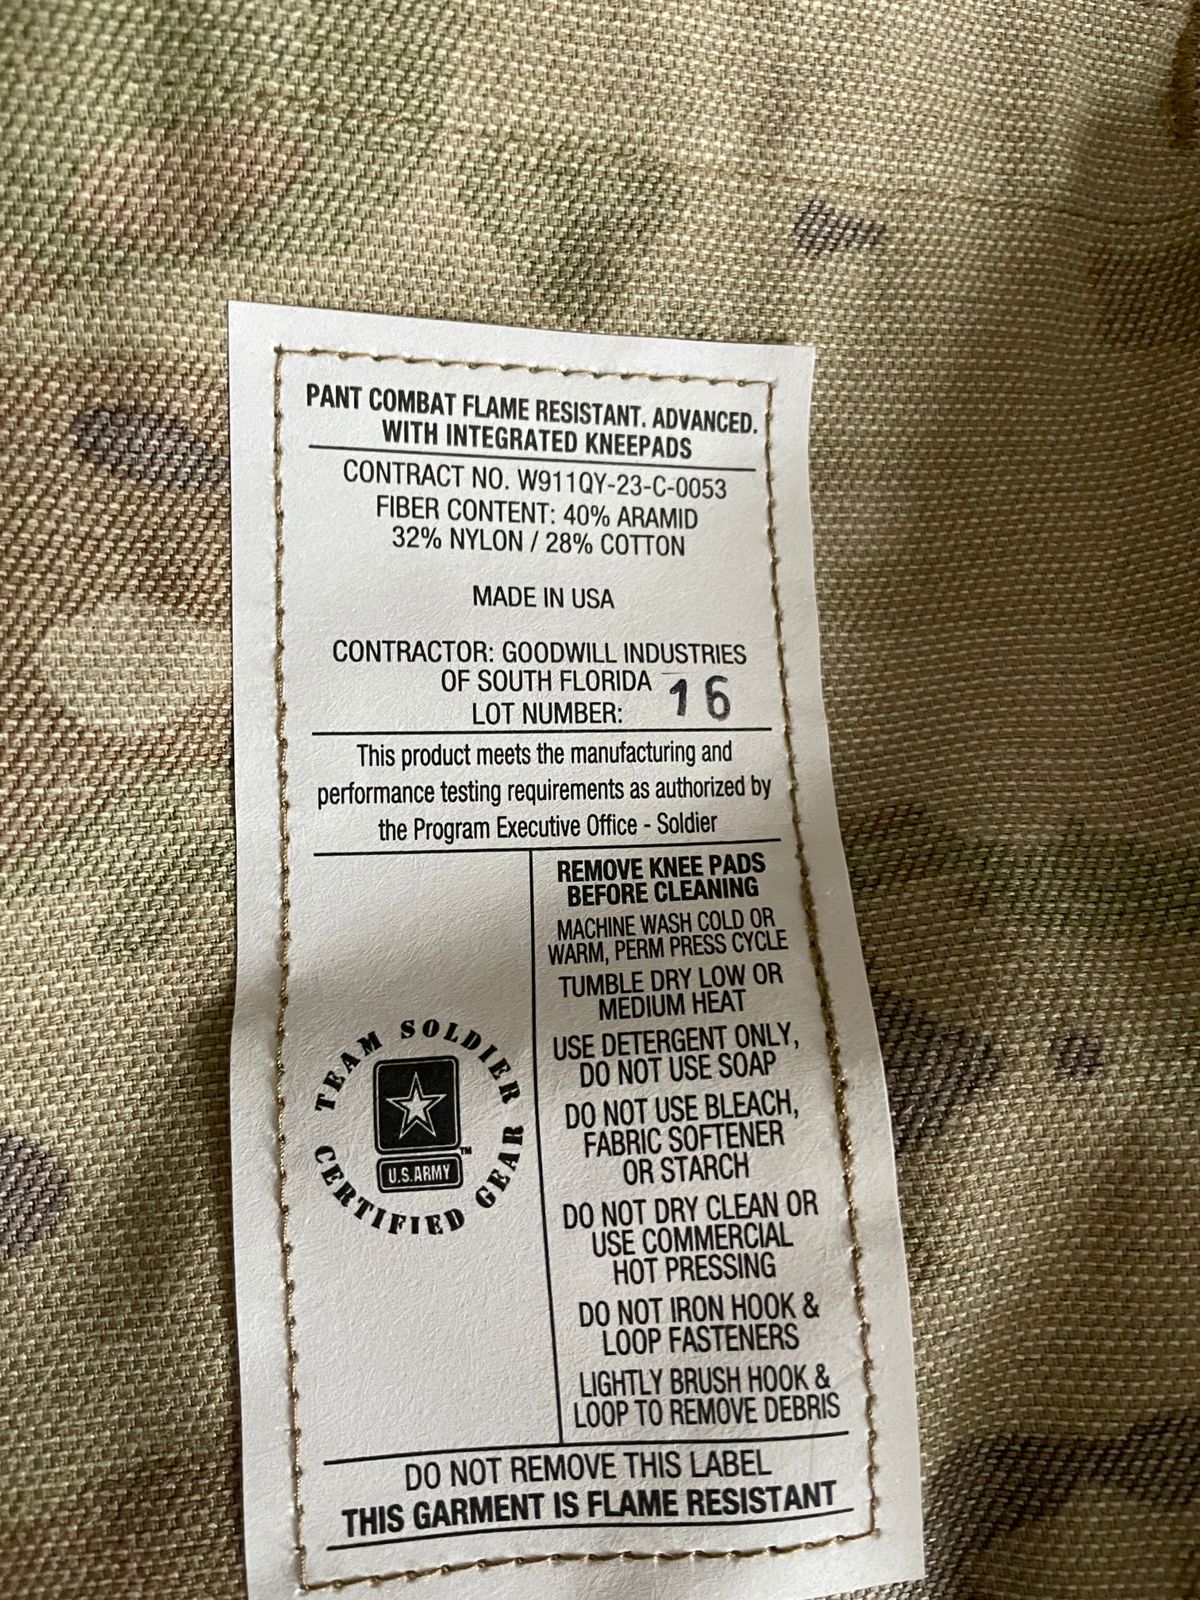 PANT COMBAT FLAME RESISTANT. ADVANCED.
WITH INTEGRATED KNEEPADS
CONTRACT NO. W911QY-23-C-0053
FIBER CONTENT: 40% ARAMID
32% NYLON / 28% COTTON
MADE IN USA
CONTRACTOR: GOODWILL INDUSTRIES
OF SOUTH FLORIDA
LOT NUMBER: 16
This product meets the manufacturing and
performance testing requirements as authorized by
the Program Executive Office - Soldier
TEAM SOLDIER
CERTIFIED GEAR
U.S.ARMY™
REMOVE KNEE PADS
BEFORE CLEANING
MACHINE WASH COLD OR
WARM, PERM PRESS CYCLE
TUMBLE DRY LOW OR
MEDIUM HEAT
USE DETERGENT ONLY,
DO NOT USE SOAP
DO NOT USE BLEACH,
FABRIC SOFTENER
OR STARCH
DO NOT DRY CLEAN OR
USE COMMERCIAL
HOT PRESSING
DO NOT IRON HOOK &
LOOP FASTENERS
LIGHTLY BRUSH HOOK &
LOOP TO REMOVE DEBRIS
DO NOT REMOVE THIS LABEL
THIS GARMENT IS FLAME RESISTANT